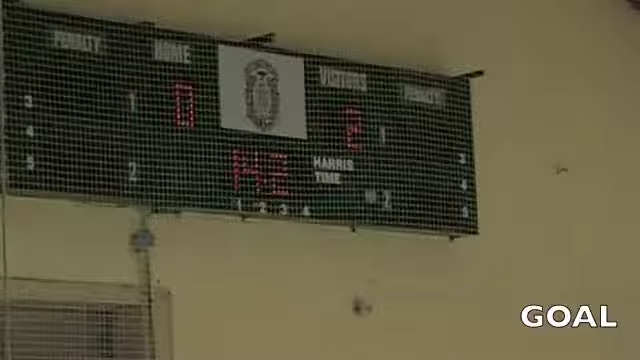 PENALTY HOME VISITORS PENALTY
0 2
3 1 1 3
4 4
5 2 2 5
142
HARRIS
TIME
1 2 3 4
GOAL